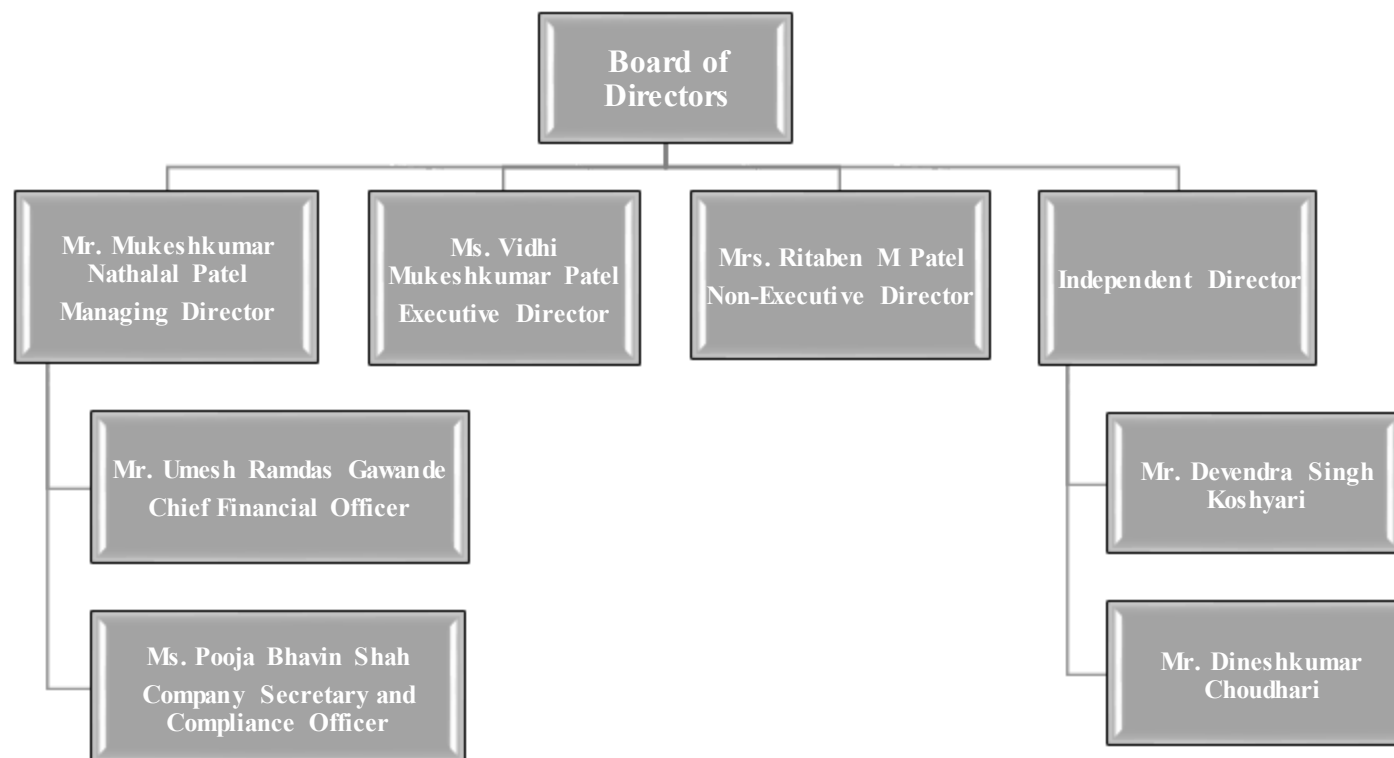 Board of
Directors
Mr. Mukeshkumar
Nathalal Patel
Managing Director
Ms. Vidhi
Mukeshkumar Patel
Executive Director
Mrs. Ritaben M Patel
Non-Executive Director
Independent Director
Mr. Umesh Ramdas Gawande
Chief Financial Officer
Ms. Pooja Bhavin Shah
Company Secretary and
Compliance Officer
Mr. Devendra Singh
Koshyari
Mr. Dineshkumar
Choudhari